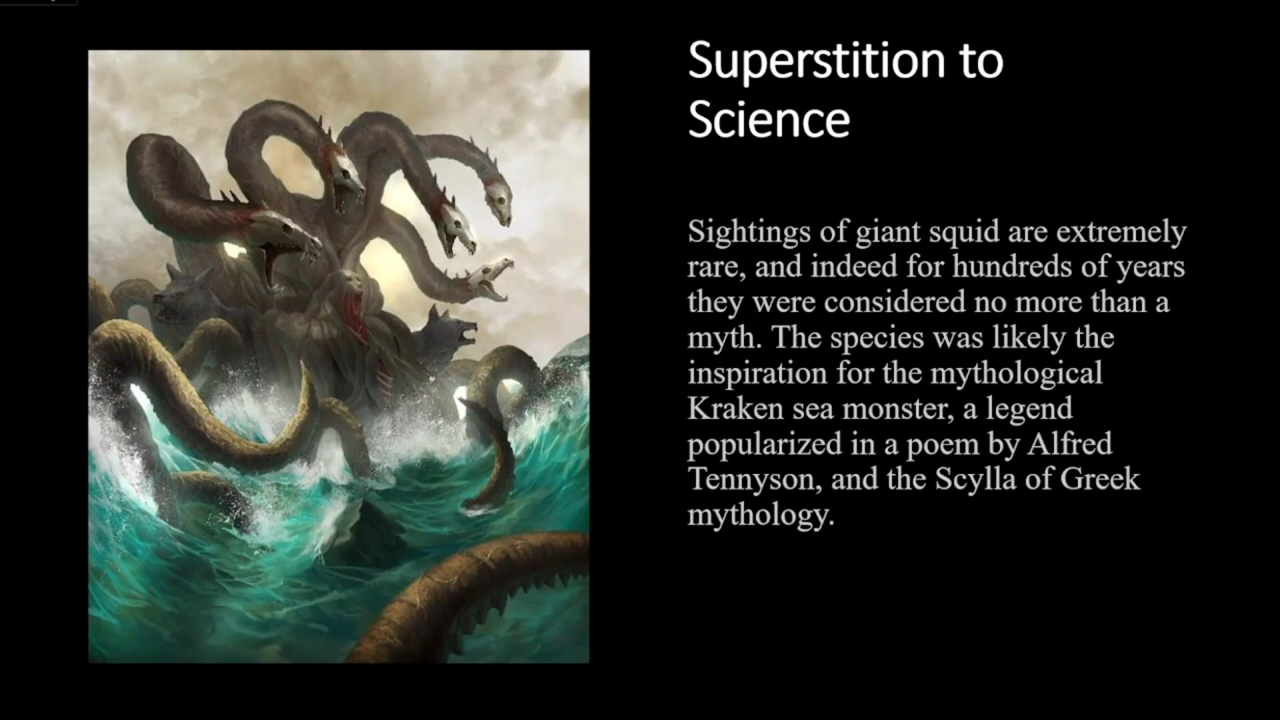 Superstition to
Science
Sightings of giant squid are extremely
rare, and indeed for hundreds of years
they were considered no more than a
myth. The species was likely the
inspiration for the mythological
Kraken sea monster, a legend
popularized in a poem by Alfred
Tennyson, and the Scylla of Greek
mythology.